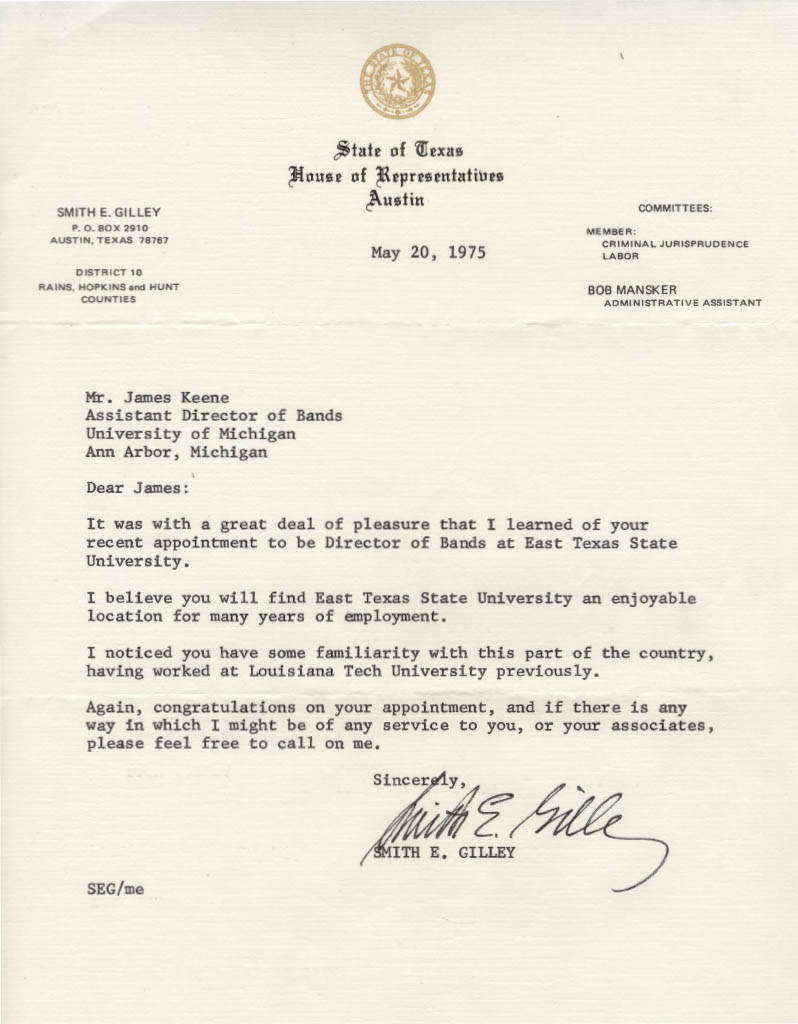 THE STATE OF TEXAS
State of Texas
House of Representatives
Austin
SMITH E. GILLEY
P. O. BOX 2910
AUSTIN, TEXAS 78767
DISTRICT 10
RAINS, HOPKINS and HUNT
COUNTIES
May 20, 1975
COMMITTEES:
MEMBER:
CRIMINAL JURISPRUDENCE
LABOR
BOB MANSKER
ADMINISTRATIVE ASSISTANT
Mr. James Keene
Assistant Director of Bands
University of Michigan
Ann Arbor, Michigan
Dear James:
It was with a great deal of pleasure that I learned of your
recent appointment to be Director of Bands at East Texas State
University.
I believe you will find East Texas State University an enjoyable
location for many years of employment.
I noticed you have some familiarity with this part of the country,
having worked at Louisiana Tech University previously.
Again, congratulations on your appointment, and if there is any
way in which I might be of any service to you, or your associates,
please feel free to call on me.
Sincerely,
Smith E. Gilley
SMITH E. GILLEY
SEG/me